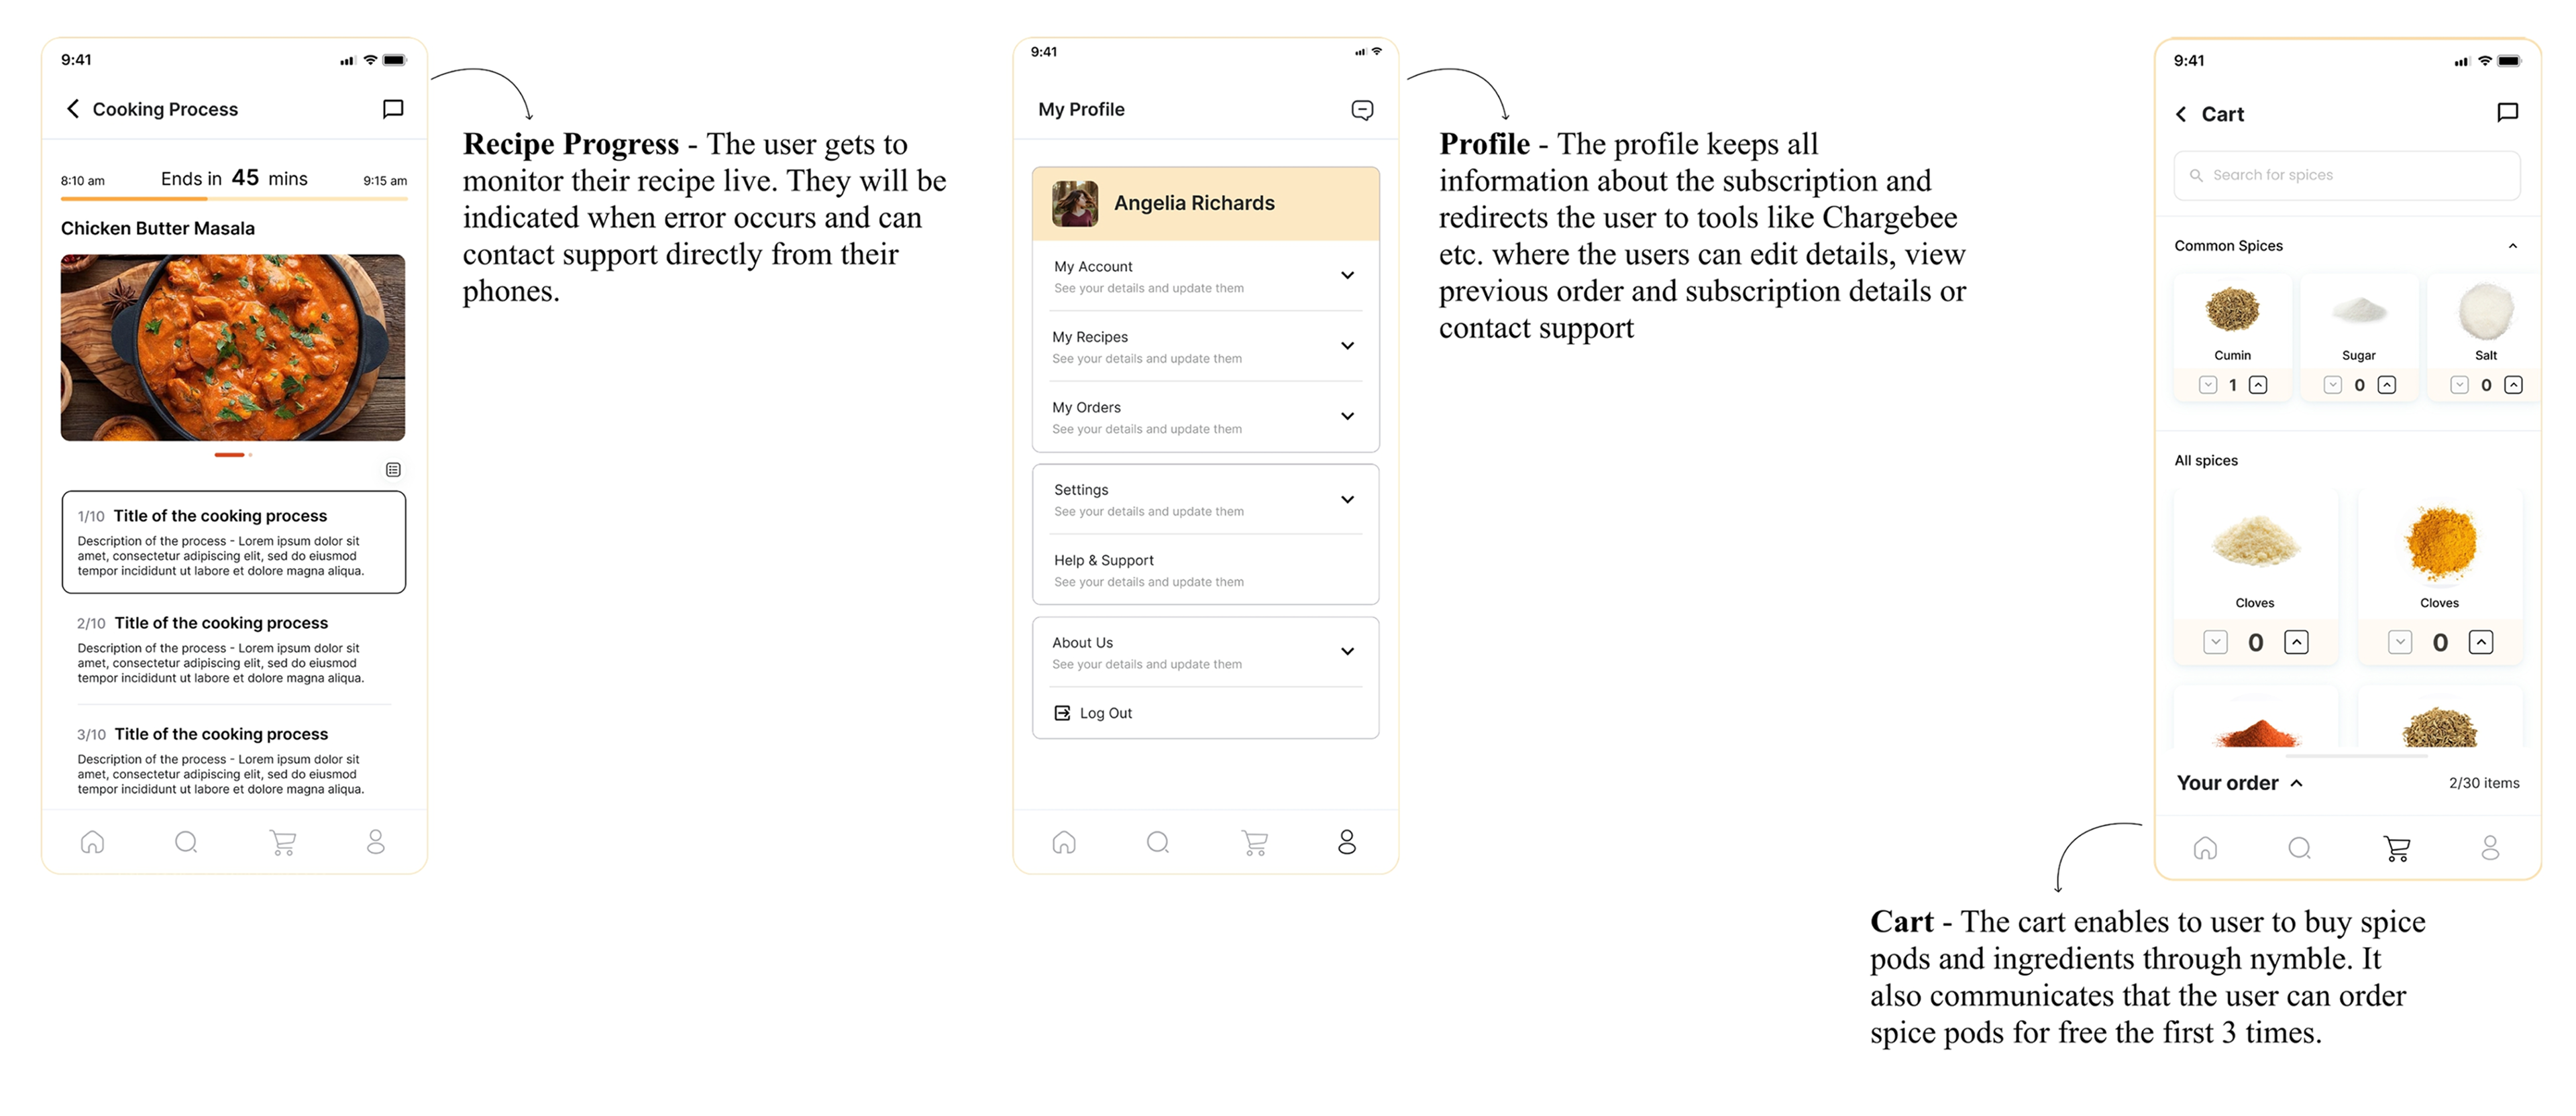 9:41
Cooking Process
8:10 am Ends in 45 mins 9:15 am
Chicken Butter Masala
1/10 Title of the cooking process
Description of the process - Lorem ipsum dolor sit
amet, consectetur adipiscing elit, sed do eiusmod
tempor incididunt ut labore et dolore magna aliqua.
2/10 Title of the cooking process
Description of the process - Lorem ipsum dolor sit
amet, consectetur adipiscing elit, sed do eiusmod
tempor incididunt ut labore et dolore magna aliqua.
3/10 Title of the cooking process
Description of the process - Lorem ipsum dolor sit
amet, consectetur adipiscing elit, sed do eiusmod
tempor incididunt ut labore et dolore magna aliqua.
Recipe Progress - The user gets to
monitor their recipe live. They will be
indicated when error occurs and can
contact support directly from their
phones.
9:41
My Profile
Angelia Richards
My Account
See your details and update them
My Recipes
See your details and update them
My Orders
See your details and update them
Settings
See your details and update them
Help & Support
See your details and update them
About Us
See your details and update them
Log Out
Profile - The profile keeps all
information about the subscription and
redirects the user to tools like Chargebee
etc. where the users can edit details, view
previous order and subscription details or
contact support
9:41
Cart
Search for spices
Common Spices
Cumin Sugar Salt
1 0 0
All spices
Cloves Cloves
0 0
Your order 2/30 items
Cart - The cart enables to user to buy spice
pods and ingredients through nymble. It
also communicates that the user can order
spice pods for free the first 3 times.